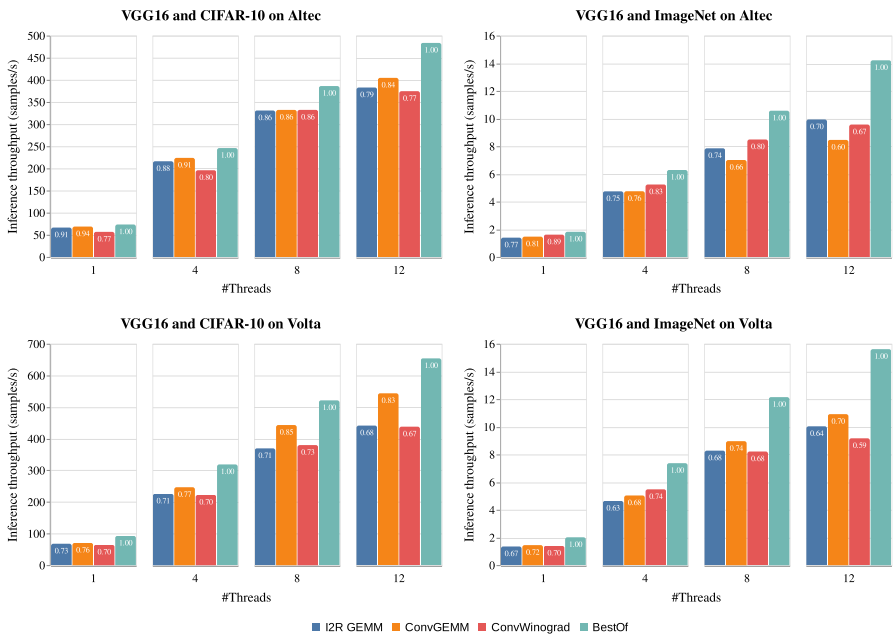 VGG16 and CIFAR-10 on Altec
Inference throughput (samples/s)
500
450
400
350
300
250
200
150
100
50
0
0.91 0.94 0.77 1.00
0.88 0.91 0.80 1.00
0.86 0.86 0.86 1.00
0.79 0.84 0.77 1.00
1 4 8 12
#Threads
VGG16 and ImageNet on Altec
Inference throughput (samples/s)
16
14
12
10
8
6
4
2
0
0.77 0.81 0.89 1.00
0.75 0.76 0.83 1.00
0.74 0.66 0.80 1.00
0.70 0.60 0.67 1.00
1 4 8 12
#Threads
VGG16 and CIFAR-10 on Volta
Inference throughput (samples/s)
700
600
500
400
300
200
100
0
0.73 0.76 0.70 1.00
0.71 0.77 0.70 1.00
0.71 0.85 0.73 1.00
0.68 0.83 0.67 1.00
1 4 8 12
#Threads
VGG16 and ImageNet on Volta
Inference throughput (samples/s)
16
14
12
10
8
6
4
2
0
0.67 0.72 0.70 1.00
0.63 0.68 0.74 1.00
0.68 0.74 0.68 1.00
0.64 0.70 0.59 1.00
1 4 8 12
#Threads
I2R GEMM ConvGEMM ConvWinograd BestOf